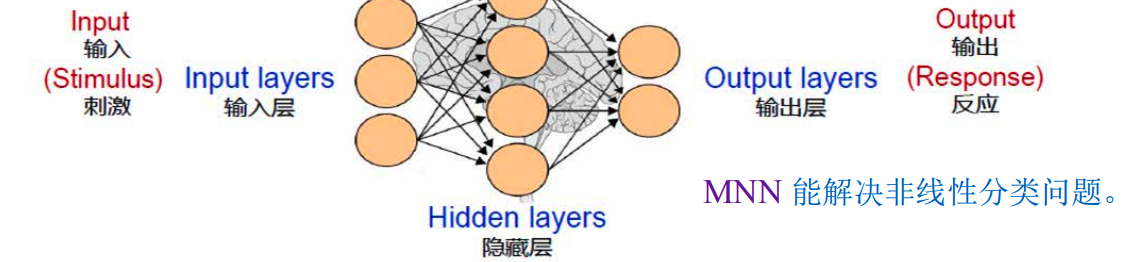 Input
输入
(Stimulus)
刺激
Input layers
输入层
Hidden layers
隐藏层
Output layers
输出层
Output
输出
(Response)
反应
MNN 能解决非线性分类问题。